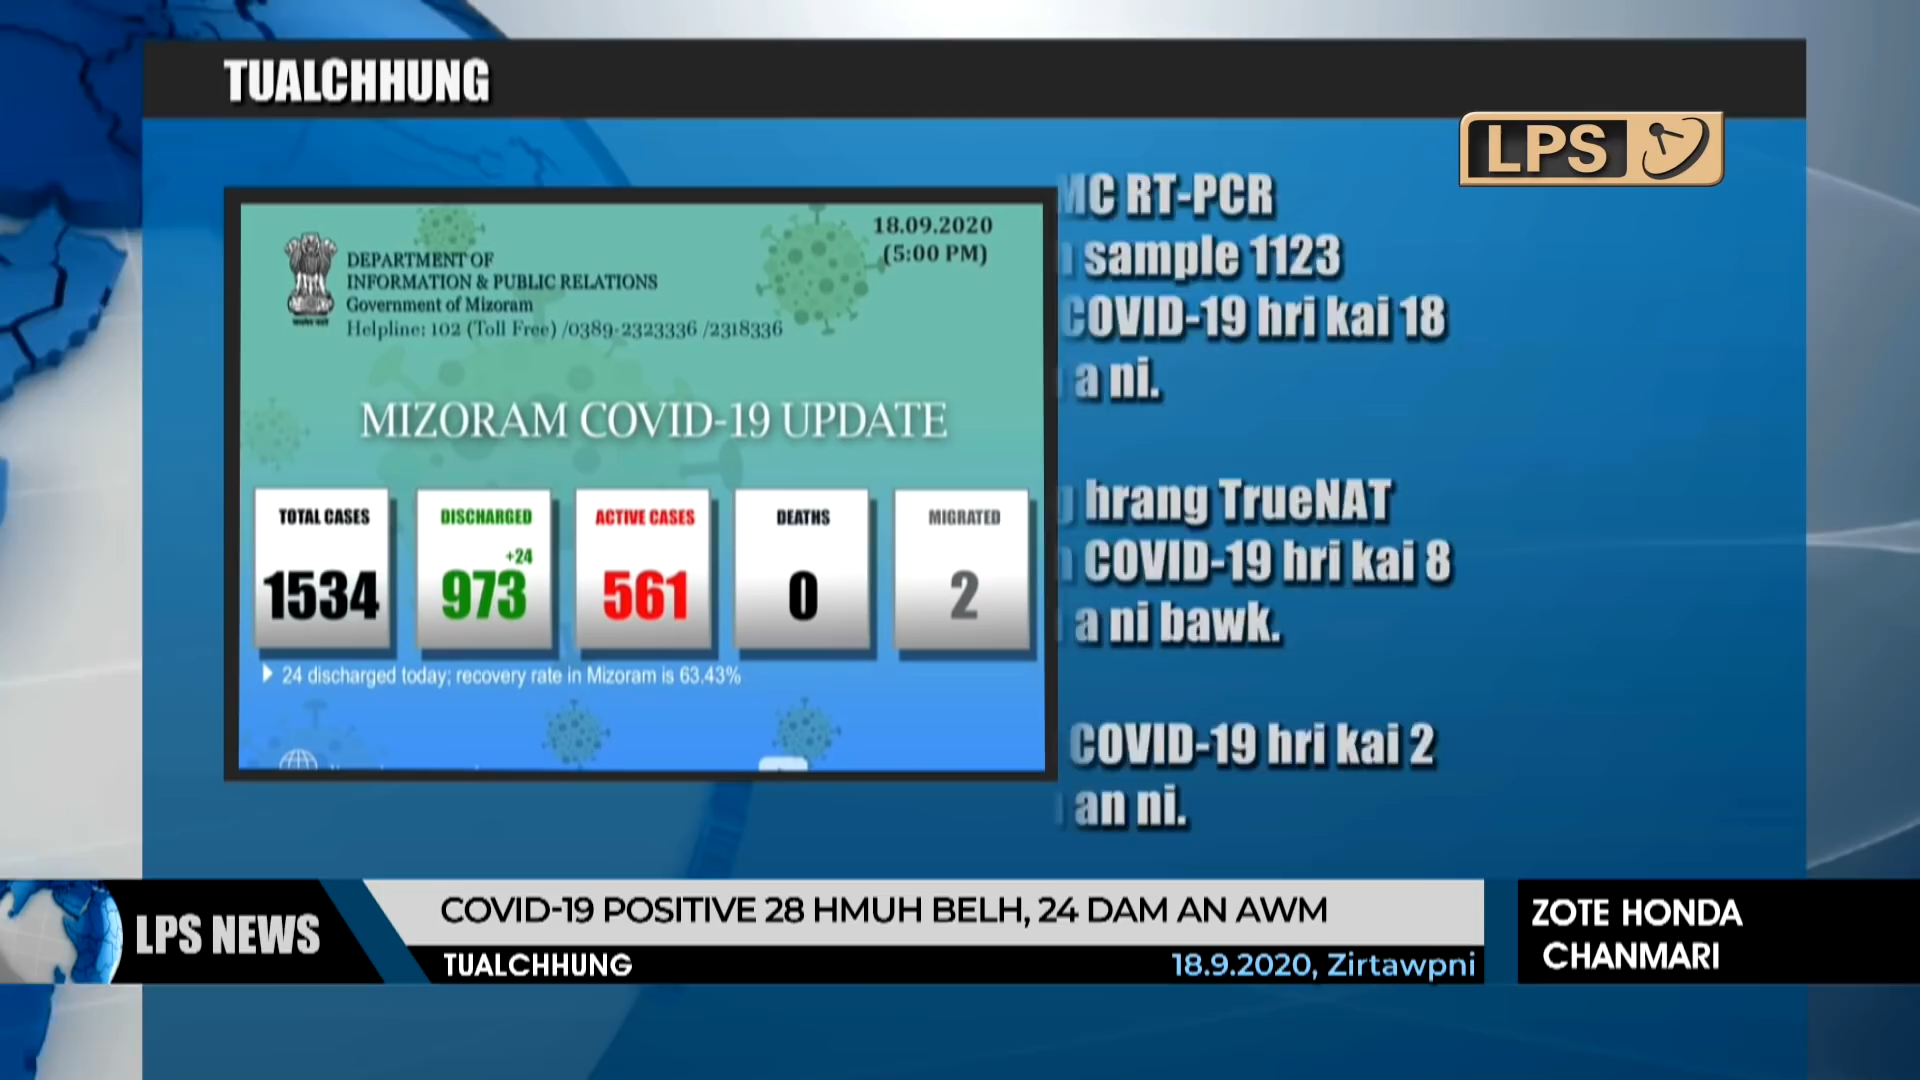 TUALCHHUNG
LPS
18.09.2020
(5:00 PM)
DEPARTMENT OF
INFORMATION & PUBLIC RELATIONS
Government of Mizoram
Helpline: 102 (Toll Free) /0389-2323336 /2318336
MIZORAM COVID-19 UPDATE
TOTAL CASES
1534
DISCHARGED
+24
973
ACTIVE CASES
561
DEATHS
0
MIGRATED
2
24 discharged today; recovery rate in Mizoram is 63.43%
MC RT-PCR
sample 1123
COVID-19 hri kai 18
a ni.
hrang TrueNAT
COVID-19 hri kai 8
a ni bawk.
COVID-19 hri kai 2
an ni.
LPS NEWS
COVID-19 POSITIVE 28 HMUH BELH, 24 DAM AN AWM
TUALCHHUNG
18.9.2020, Zirtawpni
ZOTE HONDA
CHANMARI